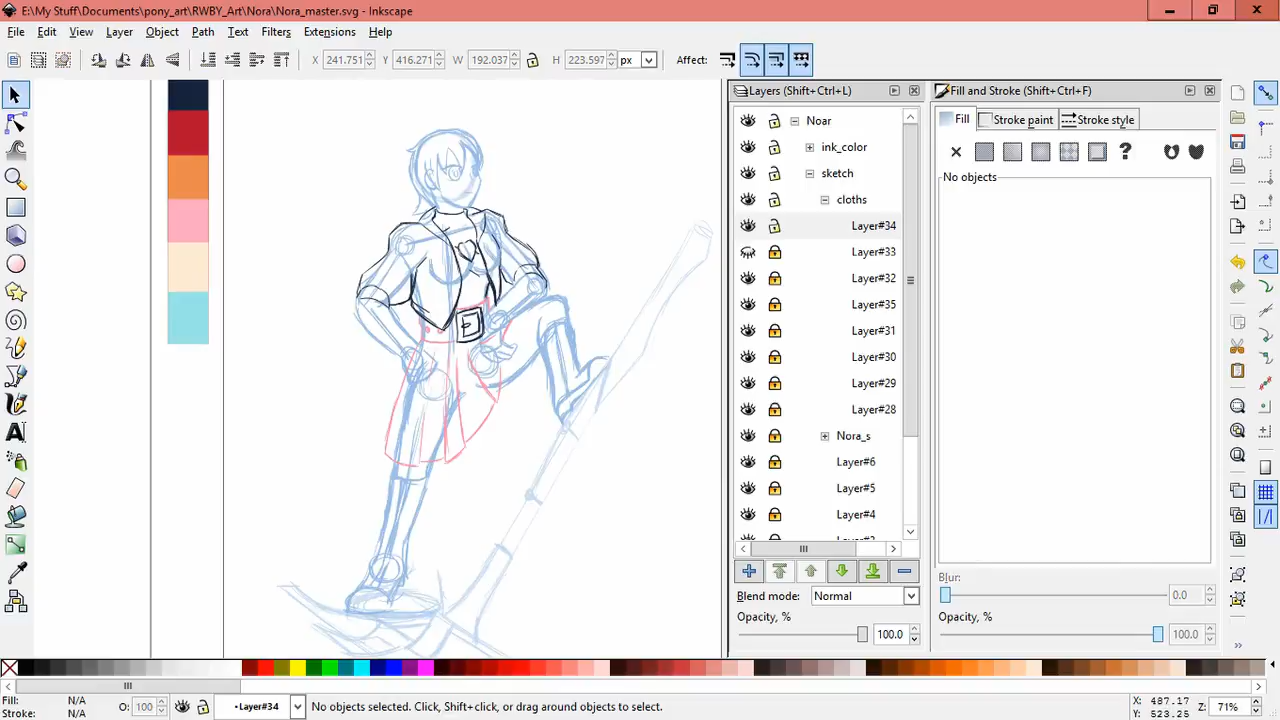 E:\My Stuff\Documents\pony_art\RWBY_Art\Nora\Nora_master.svg - Inkscape
File Edit View Layer Object Path Text Filters Extensions Help
X 241.751 Y 416.271 W 192.037 H 223.597 px Affect:
Layers (Shift+Ctrl+L)
Noar
ink_color
sketch
cloths
Layer#34
Layer#33
Layer#32
Layer#35
Layer#31
Layer#30
Layer#29
Layer#28
Nora_s
Layer#6
Layer#5
Layer#4
Blend mode: Normal
Opacity, % 100.0
Fill and Stroke (Shift+Ctrl+F)
Fill Stroke paint Stroke style
?
No objects
Blur: 0.0
Opacity, % 100.0
Fill: N/A
Stroke: N/A
O: 100
•Layer#34
No objects selected. Click, Shift+click, or drag around objects to select.
X: 487.17
Y: 523.25
Z: 71%